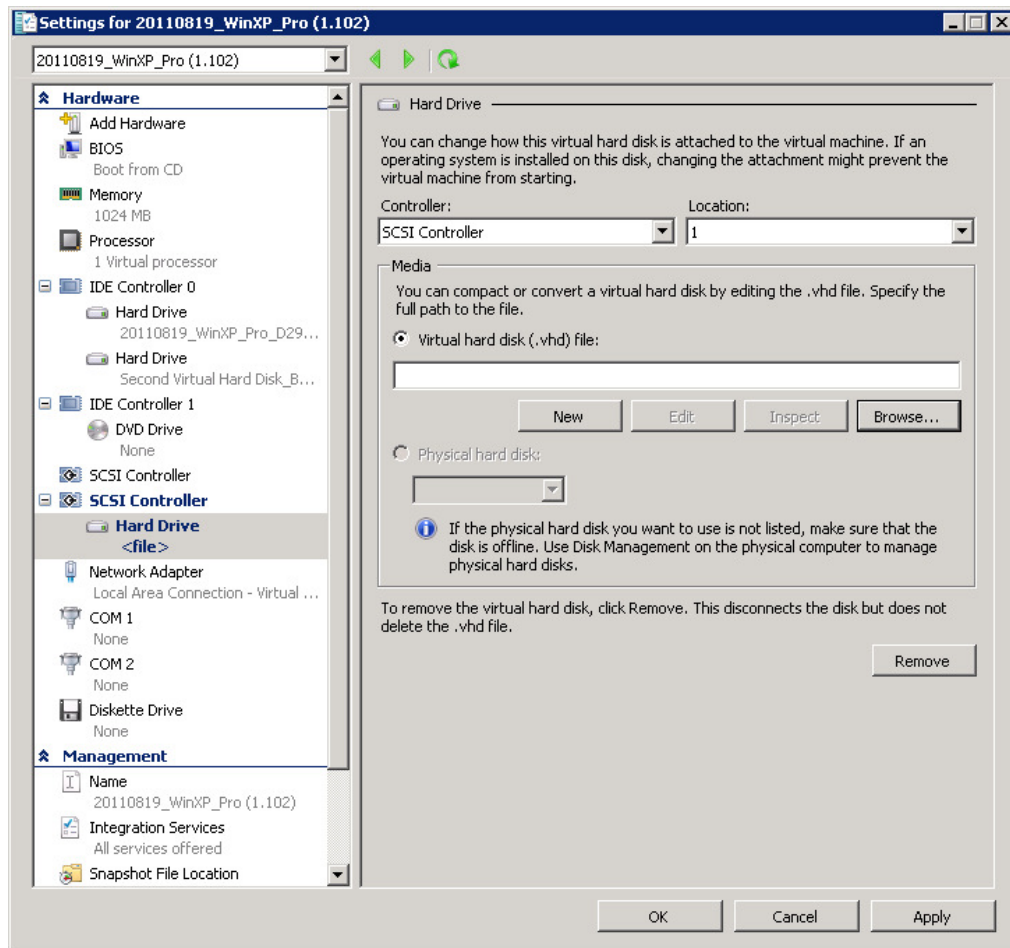 Settings for 20110819_WinXP_Pro (1.102)
20110819_WinXP_Pro (1.102)
Hardware
Add Hardware
BIOS
Boot from CD
Memory
1024 MB
Processor
1 Virtual processor
IDE Controller 0
Hard Drive
20110819_WinXP_Pro_D29...
Hard Drive
Second Virtual Hard Disk_B...
IDE Controller 1
DVD Drive
None
SCSI Controller
SCSI Controller
Hard Drive
<file>
Network Adapter
Local Area Connection - Virtual ...
COM 1
None
COM 2
None
Diskette Drive
None
Management
Name
20110819_WinXP_Pro (1.102)
Integration Services
All services offered
Snapshot File Location
Hard Drive
You can change how this virtual hard disk is attached to the virtual machine. If an
operating system is installed on this disk, changing the attachment might prevent the
virtual machine from starting.
Controller:
Location:
SCSI Controller
1
Media
You can compact or convert a virtual hard disk by editing the .vhd file. Specify the
full path to the file.
Virtual hard disk (.vhd) file:
New
Edit
Inspect
Browse...
Physical hard disk:
If the physical hard disk you want to use is not listed, make sure that the
disk is offline. Use Disk Management on the physical computer to manage
physical hard disks.
To remove the virtual hard disk, click Remove. This disconnects the disk but does not
delete the .vhd file.
Remove
OK
Cancel
Apply